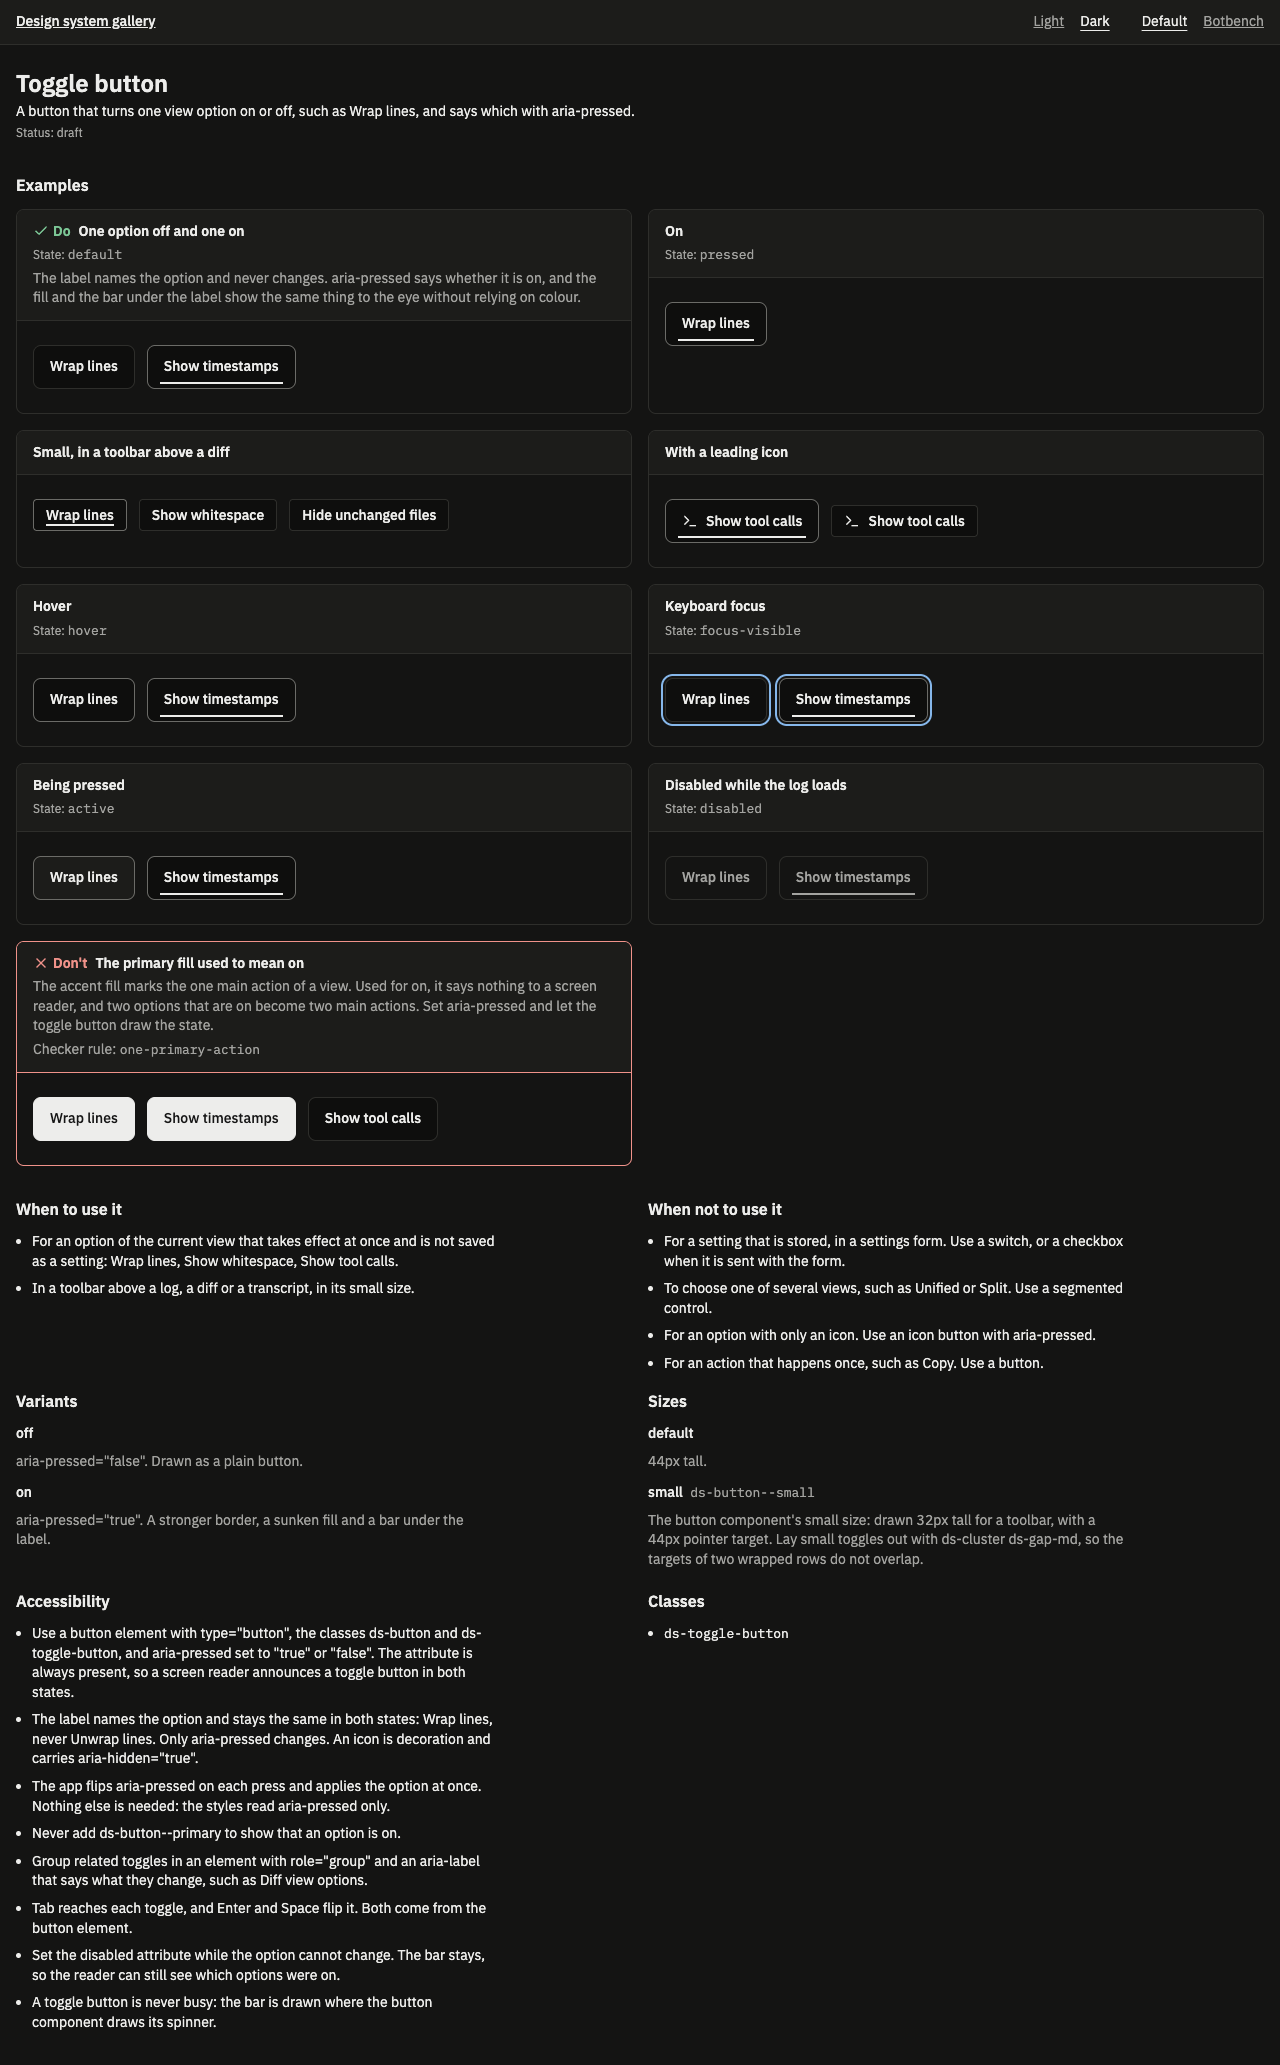 Design system gallery
Light Dark Default Botbench
Toggle button
A button that turns one view option on or off, such as Wrap lines, and says which with aria-pressed.
Status: draft
Examples
Do One option off and one on
State: default
The label names the option and never changes. aria-pressed says whether it is on, and the
fill and the bar under the label show the same thing to the eye without relying on colour.
Wrap lines Show timestamps
On
State: pressed
Wrap lines
Small, in a toolbar above a diff
Wrap lines Show whitespace Hide unchanged files
With a leading icon
Show tool calls Show tool calls
Hover
State: hover
Wrap lines Show timestamps
Keyboard focus
State: focus-visible
Wrap lines Show timestamps
Being pressed
State: active
Wrap lines Show timestamps
Disabled while the log loads
State: disabled
Wrap lines Show timestamps
Don't The primary fill used to mean on
The accent fill marks the one main action of a view. Used for on, it says nothing to a screen
reader, and two options that are on become two main actions. Set aria-pressed and let the
toggle button draw the state.
Checker rule: one-primary-action
Wrap lines Show timestamps Show tool calls
When to use it
• For an option of the current view that takes effect at once and is not saved
as a setting: Wrap lines, Show whitespace, Show tool calls.
• In a toolbar above a log, a diff or a transcript, in its small size.
When not to use it
• For a setting that is stored, in a settings form. Use a switch, or a checkbox
when it is sent with the form.
• To choose one of several views, such as Unified or Split. Use a segmented
control.
• For an option with only an icon. Use an icon button with aria-pressed.
• For an action that happens once, such as Copy. Use a button.
Variants
off
aria-pressed="false". Drawn as a plain button.
on
aria-pressed="true". A stronger border, a sunken fill and a bar under the
label.
Sizes
default
44px tall.
small ds-button--small
The button component's small size: drawn 32px tall for a toolbar, with a
44px pointer target. Lay small toggles out with ds-cluster ds-gap-md, so the
targets of two wrapped rows do not overlap.
Accessibility
• Use a button element with type="button", the classes ds-button and ds-
toggle-button, and aria-pressed set to "true" or "false". The attribute is
always present, so a screen reader announces a toggle button in both
states.
• The label names the option and stays the same in both states: Wrap lines,
never Unwrap lines. Only aria-pressed changes. An icon is decoration and
carries aria-hidden="true".
• The app flips aria-pressed on each press and applies the option at once.
Nothing else is needed: the styles read aria-pressed only.
• Never add ds-button--primary to show that an option is on.
• Group related toggles in an element with role="group" and an aria-label
that says what they change, such as Diff view options.
• Tab reaches each toggle, and Enter and Space flip it. Both come from the
button element.
• Set the disabled attribute while the option cannot change. The bar stays,
so the reader can still see which options were on.
• A toggle button is never busy: the bar is drawn where the button
component draws its spinner.
Classes
• ds-toggle-button